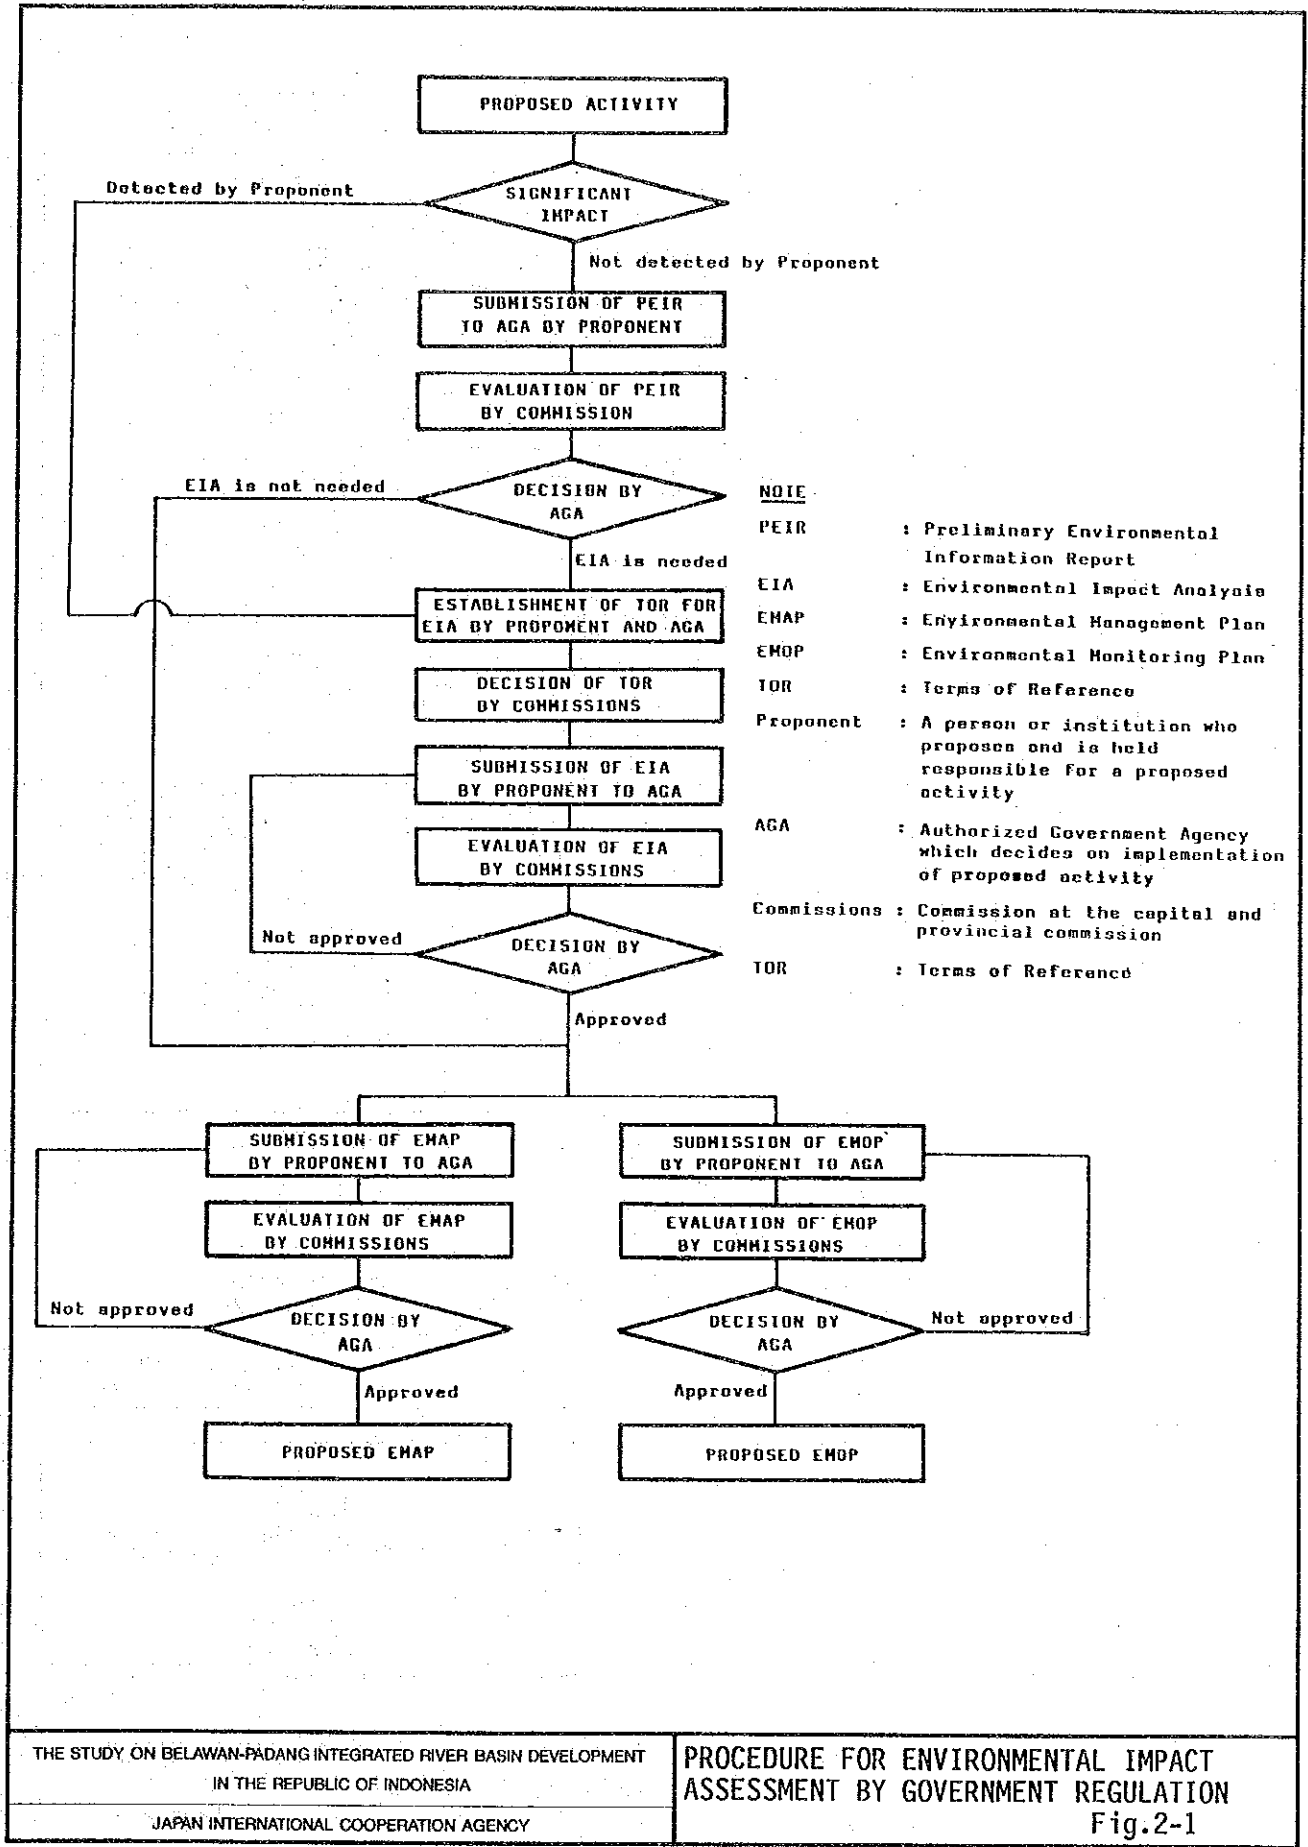 PROPOSED ACTIVITY
Detected by Proponent
SIGNIFICANT
IMPACT
Not detected by Proponent
SUBMISSION OF PEIR
TO AGA BY PROPONENT
EVALUATION OF PEIR
BY COMMISSION
EIA is not needed
DECISION BY
AGA
EIA is needed
ESTABLISHMENT OF TOR FOR
EIA BY PROPOMENT AND AGA
DECISION OF TOR
BY COMMISSIONS
SUBMISSION OF EIA
BY PROPONENT TO AGA
EVALUATION OF EIA
BY COMMISSIONS
Not approved
DECISION BY
AGA
Approved
NOTE
PEIR : Preliminary Environmental
Information Report
EIA : Environmental Impact Analysis
EMAP : Environmental Management Plan
EMOP : Environmental Monitoring Plan
TOR : Terms of Reference
Proponent : A person or institution who
proposes and is held
responsible for a proposed
activity
AGA : Authorized Government Agency
which decides on implementation
of proposed activity
Commissions : Commission at the capital and
provincial commission
TOR : Terms of Reference
SUBMISSION OF EMAP
BY PROPONENT TO AGA
EVALUATION OF EMAP
BY COMMISSIONS
Not approved
DECISION BY
AGA
Approved
PROPOSED EMAP
SUBMISSION OF EMOP
BY PROPONENT TO AGA
EVALUATION OF EMOP
BY COMMISSIONS
DECISION BY
AGA
Not approved
Approved
PROPOSED EMOP
THE STUDY ON BELAWAN-PADANG INTEGRATED RIVER BASIN DEVELOPMENT
IN THE REPUBLIC OF INDONESIA
JAPAN INTERNATIONAL COOPERATION AGENCY
PROCEDURE FOR ENVIRONMENTAL IMPACT
ASSESSMENT BY GOVERNMENT REGULATION
Fig.2-1